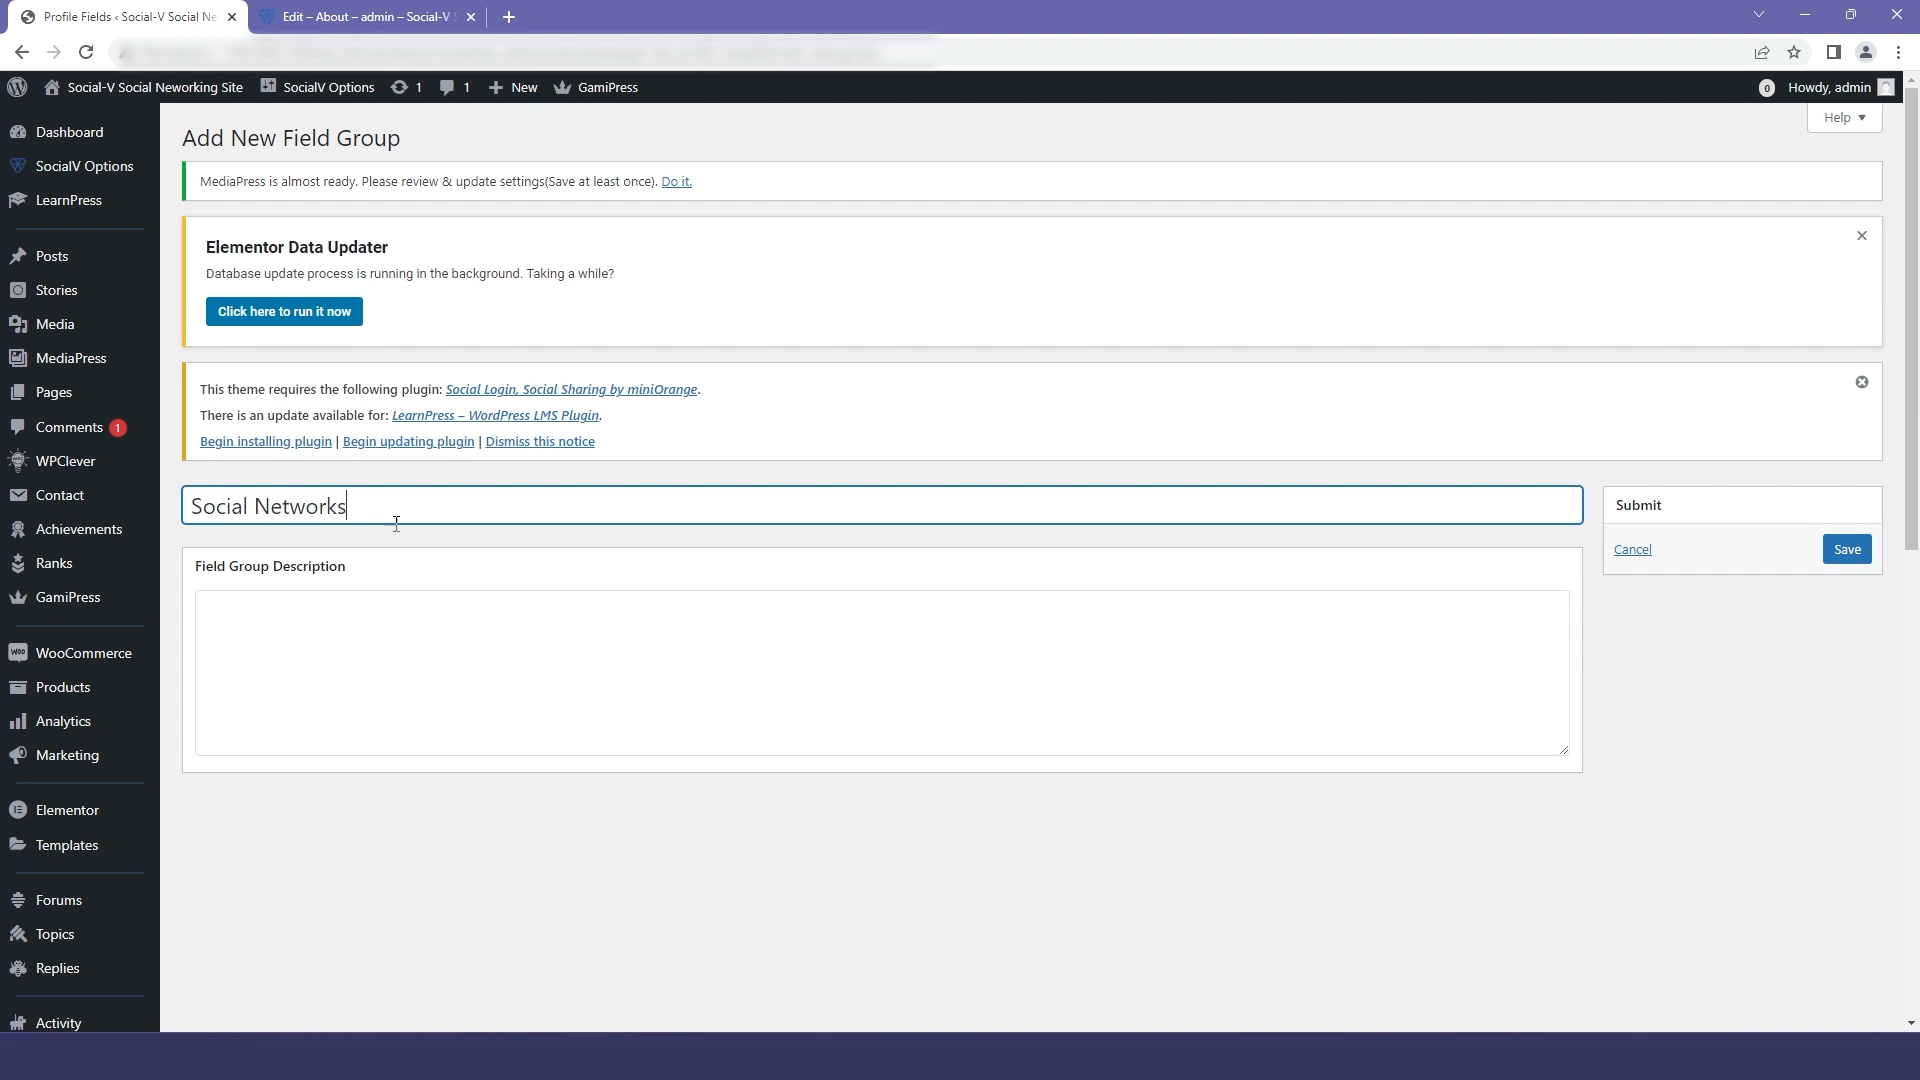 Profile Fields ‹ Social-V Social Ne
Edit – About – admin – Social-V S
Social-V Social Neworking Site
SocialV Options
1
1
New
GamiPress
0
Howdy, admin
Help
Dashboard
SocialV Options
LearnPress
Posts
Stories
Media
MediaPress
Pages
Comments 1
WPClever
Contact
Achievements
Ranks
GamiPress
WooCommerce
Products
Analytics
Marketing
Elementor
Templates
Forums
Topics
Replies
Activity
Add New Field Group
MediaPress is almost ready. Please review & update settings(Save at least once). Do it.
Elementor Data Updater
Database update process is running in the background. Taking a while?
Click here to run it now
This theme requires the following plugin: Social Login, Social Sharing by miniOrange.
There is an update available for: LearnPress – WordPress LMS Plugin.
Begin installing plugin | Begin updating plugin | Dismiss this notice
Social Networks
Field Group Description
Submit
Cancel
Save